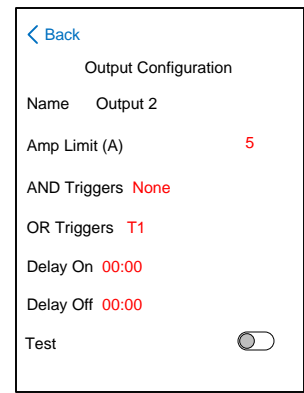 Back
Output Configuration
Name Output 2
Amp Limit (A) 5
AND Triggers None
OR Triggers T1
Delay On 00:00
Delay Off 00:00
Test